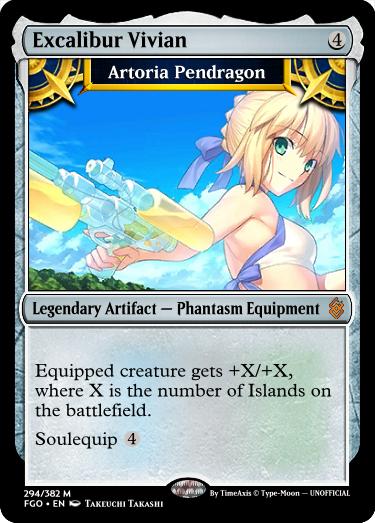 Excalibur Vivian 4
Artoria Pendragon
Legendary Artifact — Phantasm Equipment
Equipped creature gets +X/+X,
where X is the number of Islands on
the battlefield.
Soulequip 4
294/382 M
FGO • EN Takeuchi Takashi
By TimeAxis © Type-Moon — UNOFFICIAL